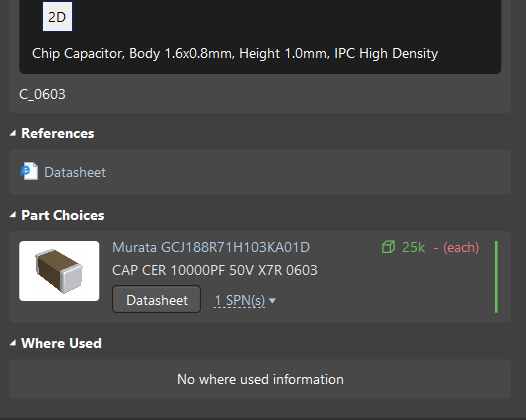 2D
Chip Capacitor, Body 1.6x0.8mm, Height 1.0mm, IPC High Density
C_0603
References
Datasheet
Part Choices
Murata GCJ188R71H103KA01D 25k - (each)
CAP CER 10000PF 50V X7R 0603
Datasheet 1 SPN(s)
Where Used
No where used information